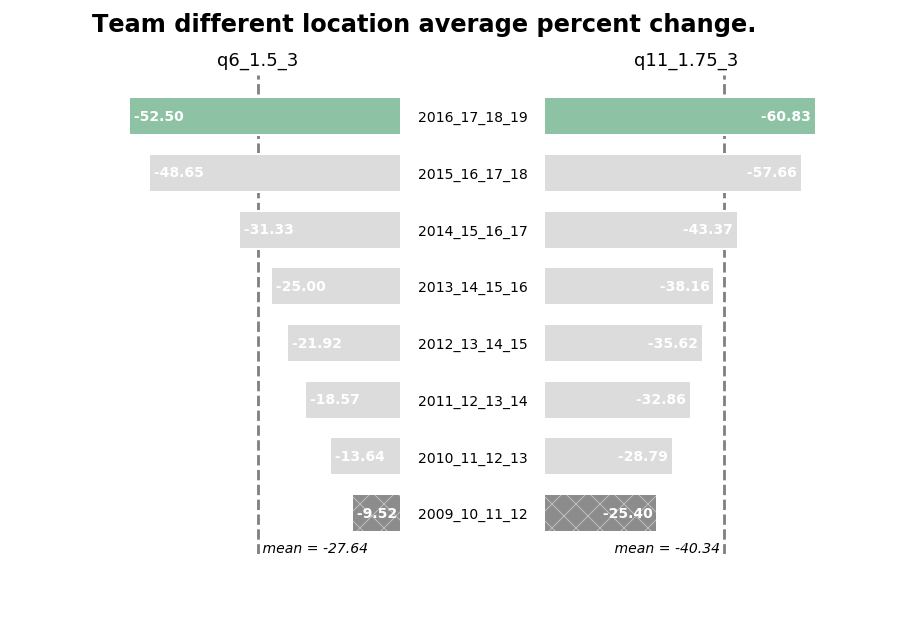 Team different location average percent change.
q6_1.5_3 q11_1.75_3
-52.50 2016_17_18_19 -60.83
-48.65 2015_16_17_18 -57.66
-31.33 2014_15_16_17 -43.37
-25.00 2013_14_15_16 -38.16
-21.92 2012_13_14_15 -35.62
-18.57 2011_12_13_14 -32.86
-13.64 2010_11_12_13 -28.79
-9.52 2009_10_11_12 -25.40
mean = -27.64 mean = -40.34